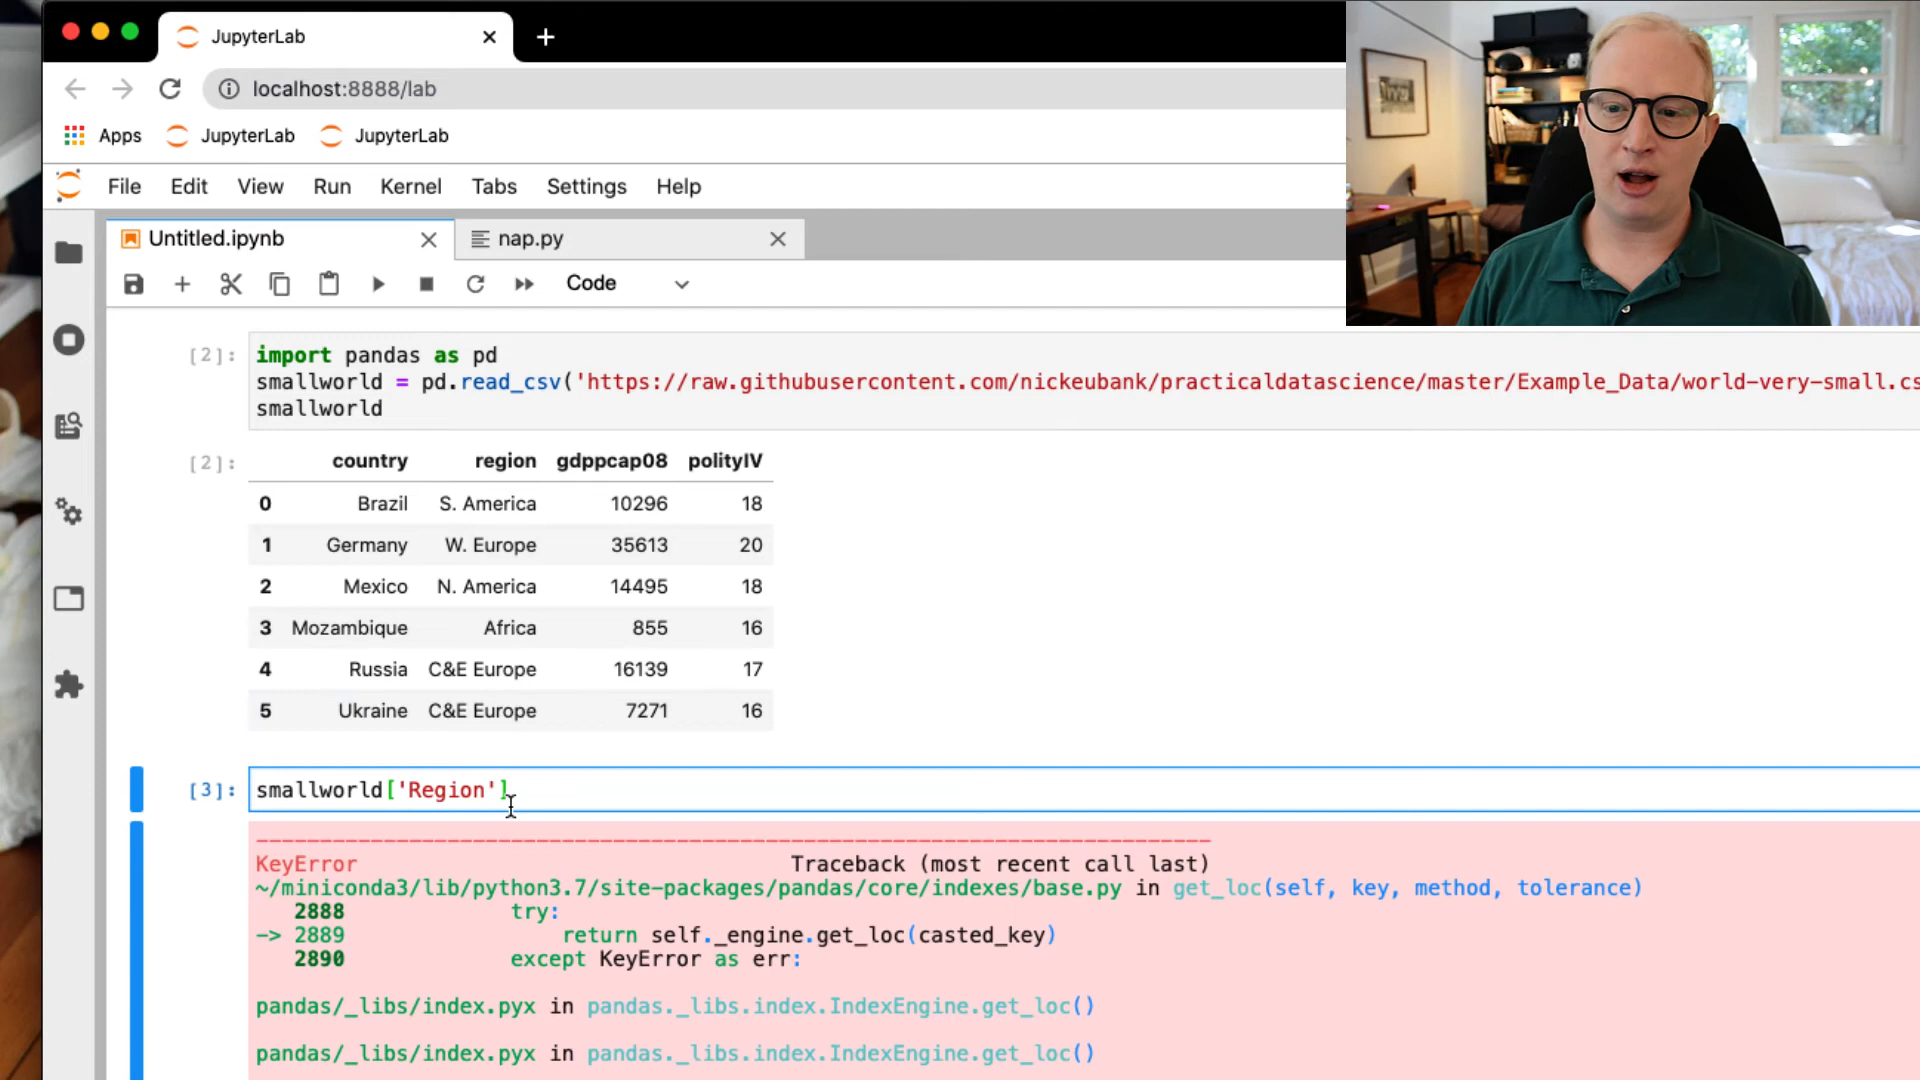 JupyterLab
localhost:8888/lab
Apps JupyterLab JupyterLab
File Edit View Run Kernel Tabs Settings Help
Untitled.ipynb nap.py
Code
[2]: import pandas as pd
smallworld = pd.read_csv('https://raw.githubusercontent.com/nickeubank/practicaldatascience/master/Example_Data/world-very-small.cs
smallworld
[2]: country region gdppcap08 polityIV
0 Brazil S. America 10296 18
1 Germany W. Europe 35613 20
2 Mexico N. America 14495 18
3 Mozambique Africa 855 16
4 Russia C&E Europe 16139 17
5 Ukraine C&E Europe 7271 16
[3]: smallworld['Region']
KeyError Traceback (most recent call last)
~/miniconda3/lib/python3.7/site-packages/pandas/core/indexes/base.py in get_loc(self, key, method, tolerance)
2888 try:
-> 2889 return self._engine.get_loc(casted_key)
2890 except KeyError as err:
pandas/_libs/index.pyx in pandas._libs.index.IndexEngine.get_loc()
pandas/_libs/index.pyx in pandas._libs.index.IndexEngine.get_loc()